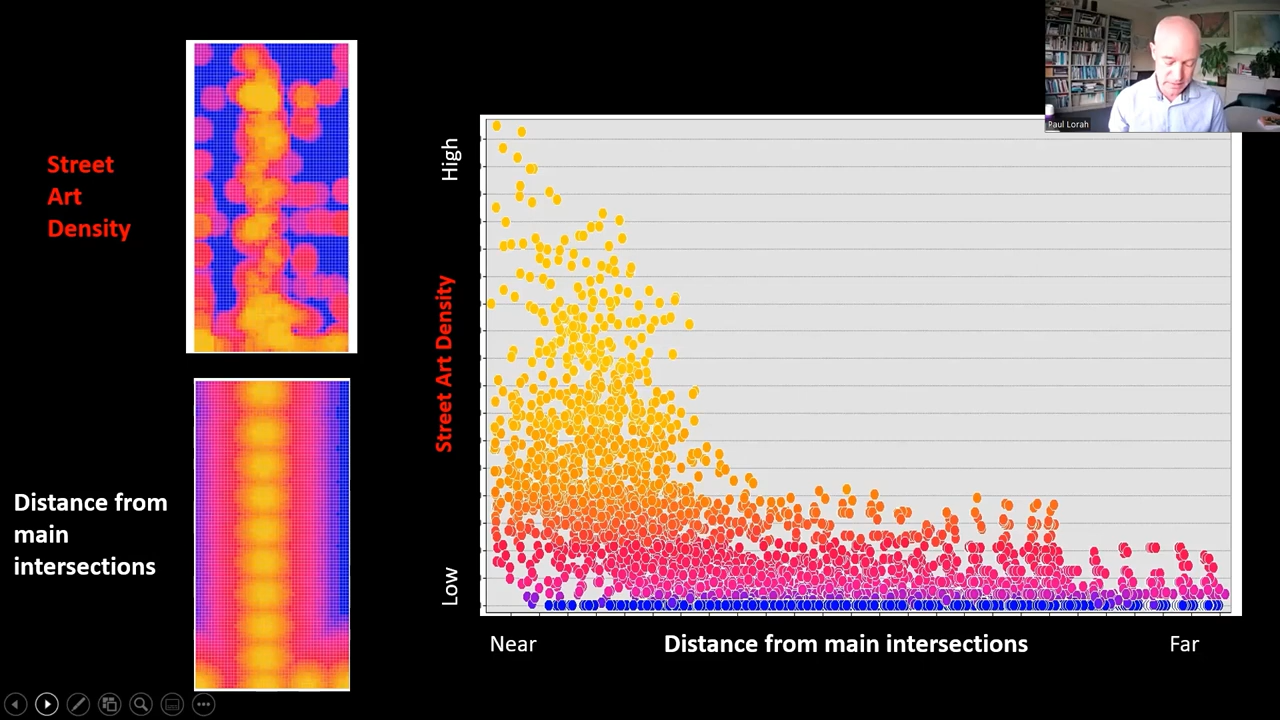 Street
Art
Density
Distance from
main
intersections
High
Street Art Density
Low
Near
Distance from main intersections
Far
Paul Lorah